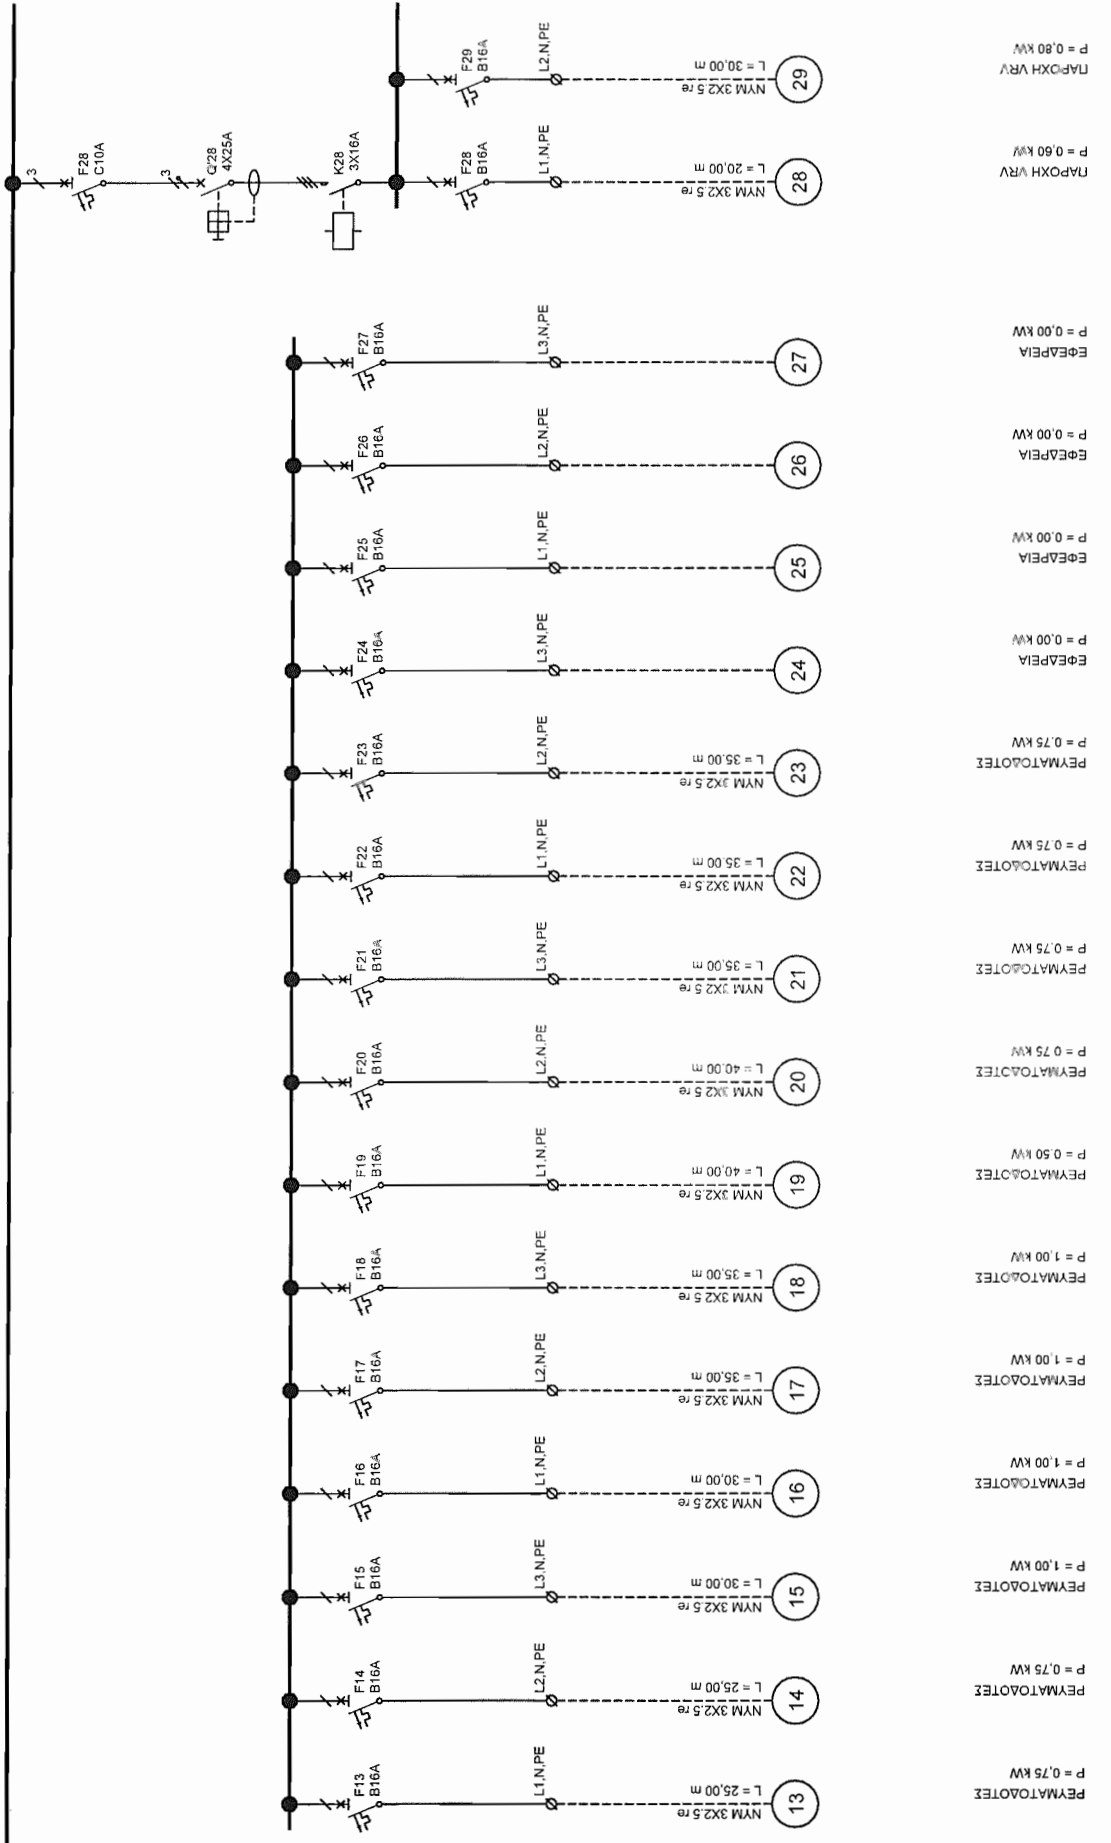 3
F28
C10A
3
Q'28
4X25A
K28
3X16A
F29
B16A
L2,N,PE
NYM 3X2.5 re
L = 30,00 m
29
ΠΑΡΟΧΗ VRV
P = 0,80 kW
F28
B16A
L1,N,PE
NYM 3X2.5 re
L = 20,00 m
28
ΠΑΡΟΧΗ VRV
P = 0,60 kW
F27
B16A
L3,N,PE
27
ΕΦΕΔΡΕΙΑ
P = 0,00 kW
F26
B16A
L2,N,PE
26
ΕΦΕΔΡΕΙΑ
P = 0,00 kW
F25
B16A
L1,N,PE
25
ΕΦΕΔΡΕΙΑ
P = 0,00 kW
F24
B16A
L3,N,PE
24
ΕΦΕΔΡΕΙΑ
P = 0,00 kW
F23
B16A
L2,N,PE
NYM 3X2.5 re
L = 35,00 m
23
ΡΕΥΜΑΤΟΔΟΤΕΣ
P = 0,75 kW
F22
B16A
L1,N,PE
NYM 3X2.5 re
L = 35,00 m
22
ΡΕΥΜΑΤΟΔΟΤΕΣ
P = 0,75 kW
F21
B16A
L3,N,PE
NYM 3X2.5 re
L = 35,00 m
21
ΡΕΥΜΑΤΟΔΟΤΕΣ
P = 0,75 kW
F20
B16A
L2,N,PE
NYM 3X2.5 re
L = 40,00 m
20
ΡΕΥΜΑΤΟΔΟΤΕΣ
P = 0,75 kW
F19
B16A
L1,N,PE
NYM 3X2.5 re
L = 40,00 m
19
ΡΕΥΜΑΤΟΔΟΤΕΣ
P = 0,50 kW
F18
B16A
L3,N,PE
NYM 3X2.5 re
L = 35,00 m
18
ΡΕΥΜΑΤΟΔΟΤΕΣ
P = 1,00 kW
F17
B16A
L2,N,PE
NYM 3X2.5 re
L = 35,00 m
17
ΡΕΥΜΑΤΟΔΟΤΕΣ
P = 1,00 kW
F16
B16A
L1,N,PE
NYM 3X2.5 re
L = 30,00 m
16
ΡΕΥΜΑΤΟΔΟΤΕΣ
P = 1,00 kW
F15
B16A
L3,N,PE
NYM 3X2.5 re
L = 30,00 m
15
ΡΕΥΜΑΤΟΔΟΤΕΣ
P = 1,00 kW
F14
B16A
L2,N,PE
NYM 3X2.5 re
L = 25,00 m
14
ΡΕΥΜΑΤΟΔΟΤΕΣ
P = 0,75 kW
F13
B16A
L1,N,PE
NYM 3X2.5 re
L = 25,00 m
13
ΡΕΥΜΑΤΟΔΟΤΕΣ
P = 0,75 kW